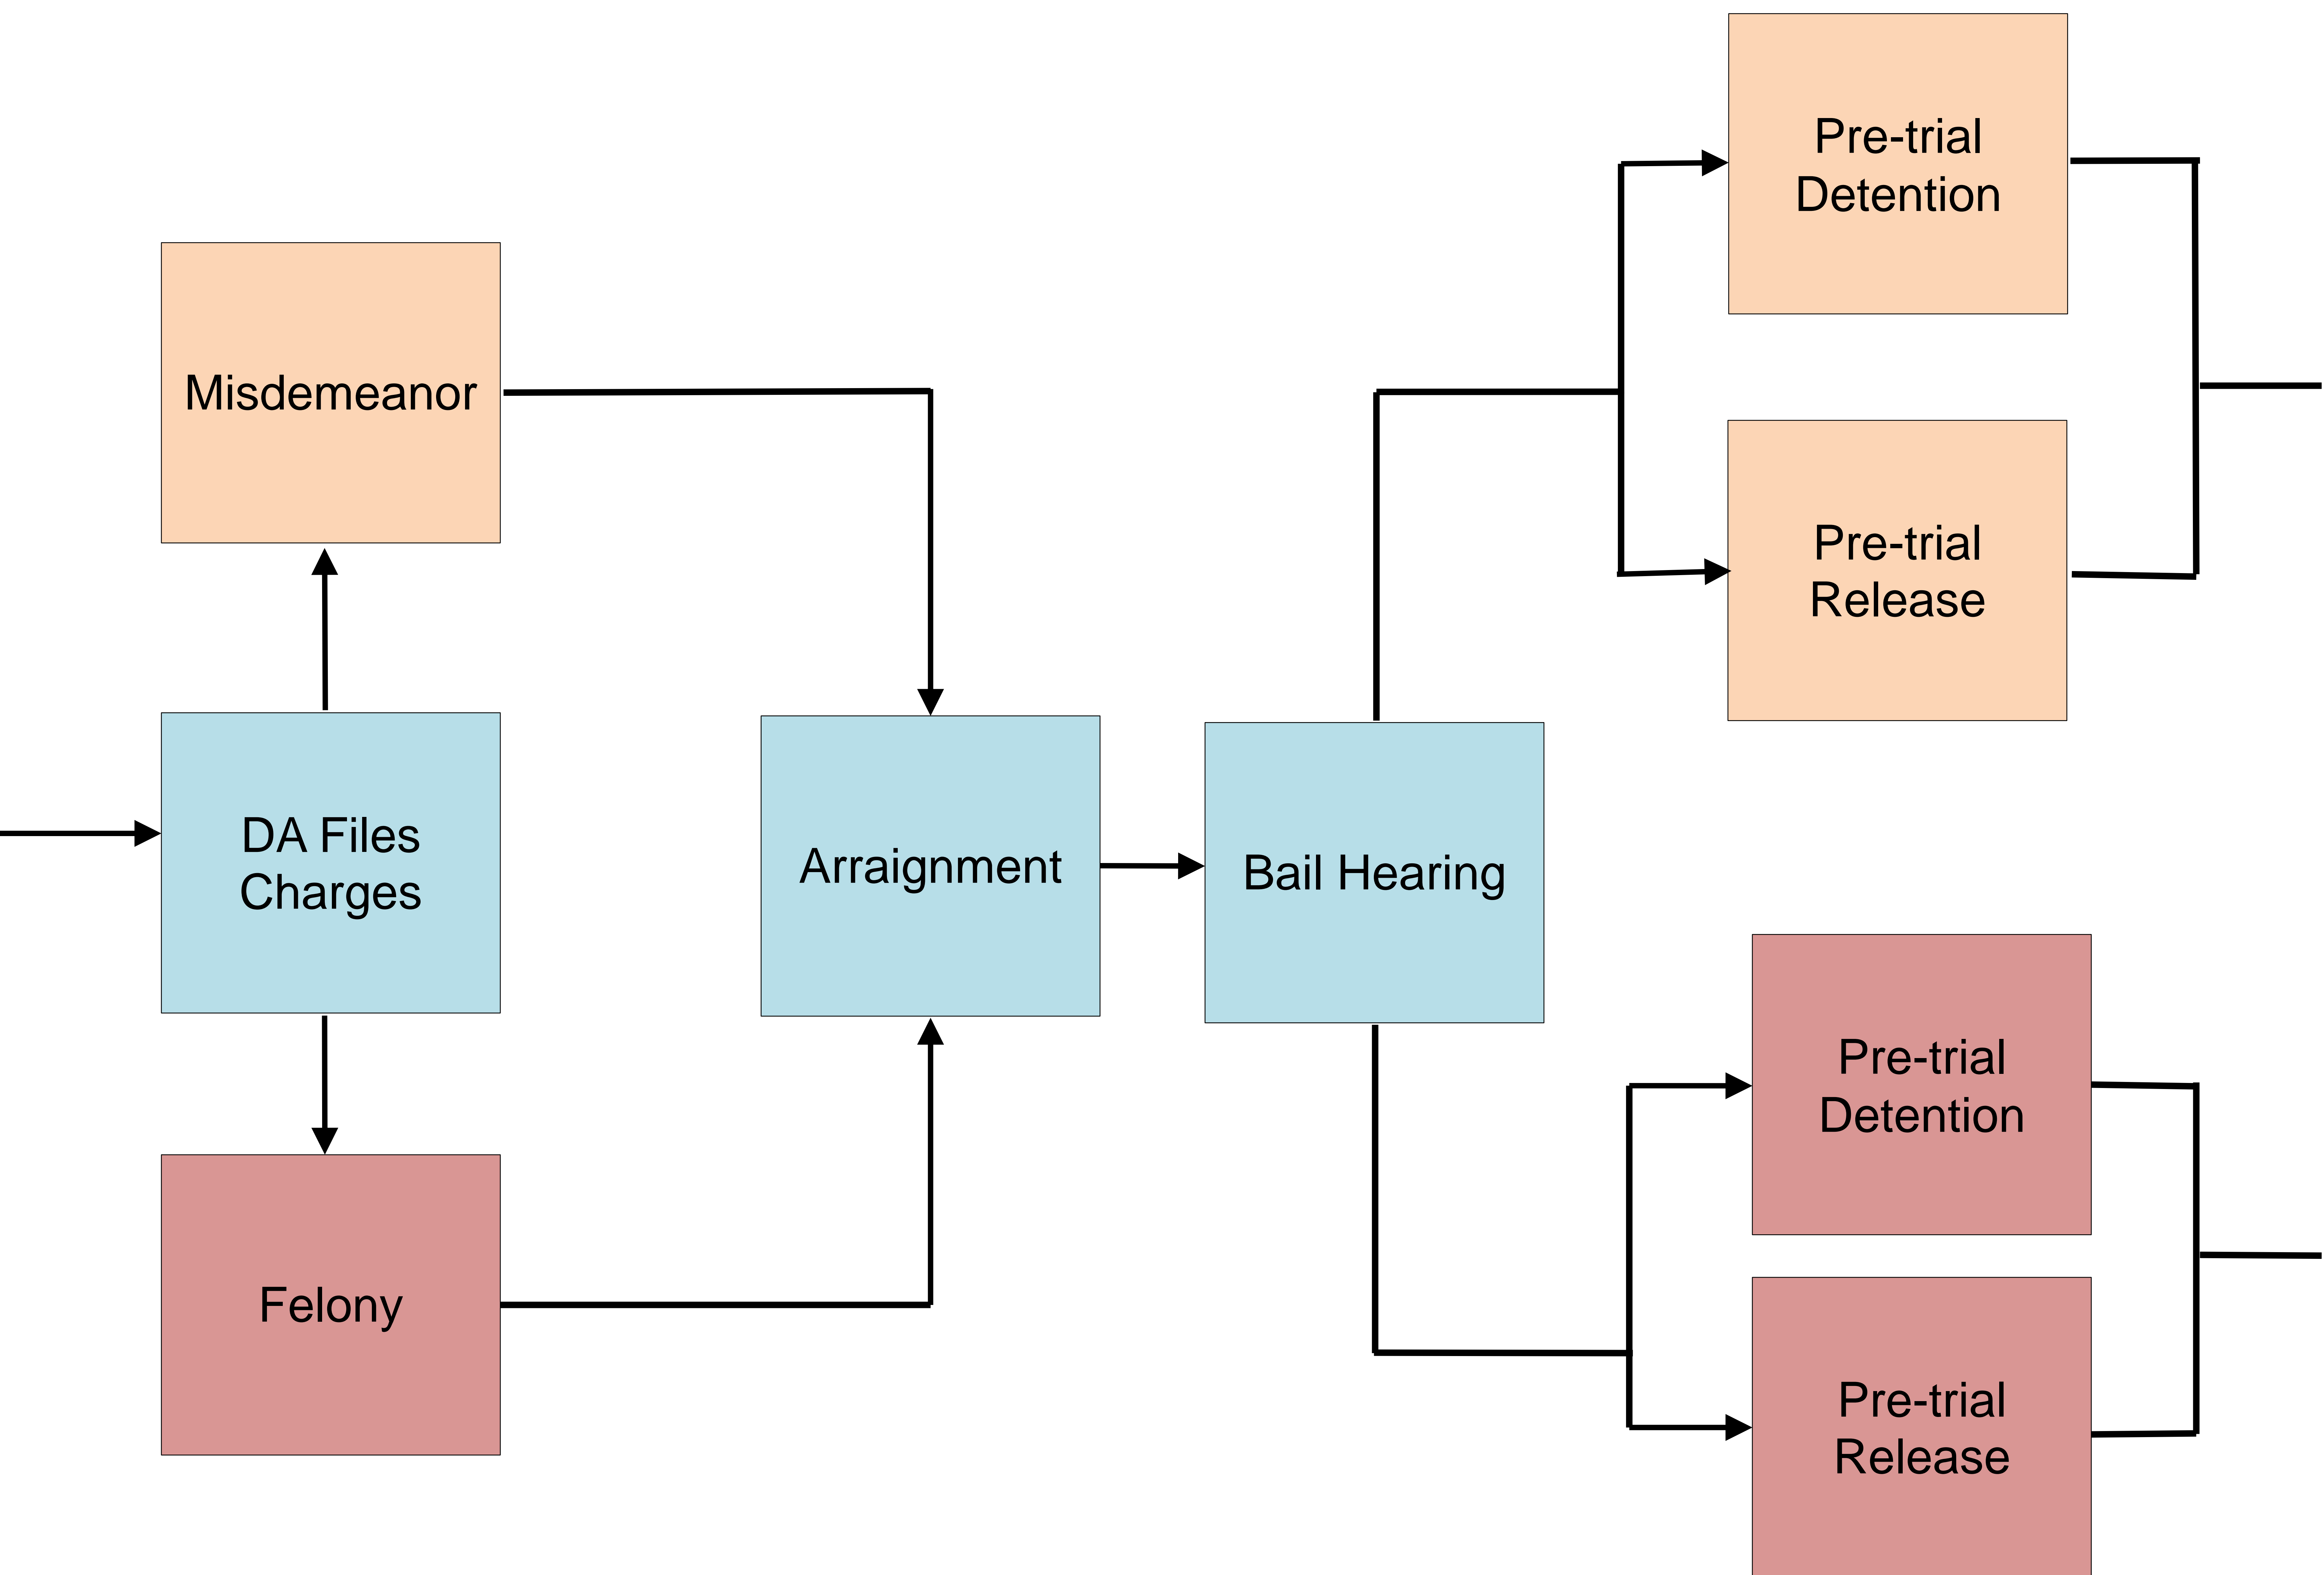 Misdemeanor
DA Files
Charges
Felony
Arraignment
Bail Hearing
Pre-trial
Detention
Pre-trial
Release
Pre-trial
Detention
Pre-trial
Release